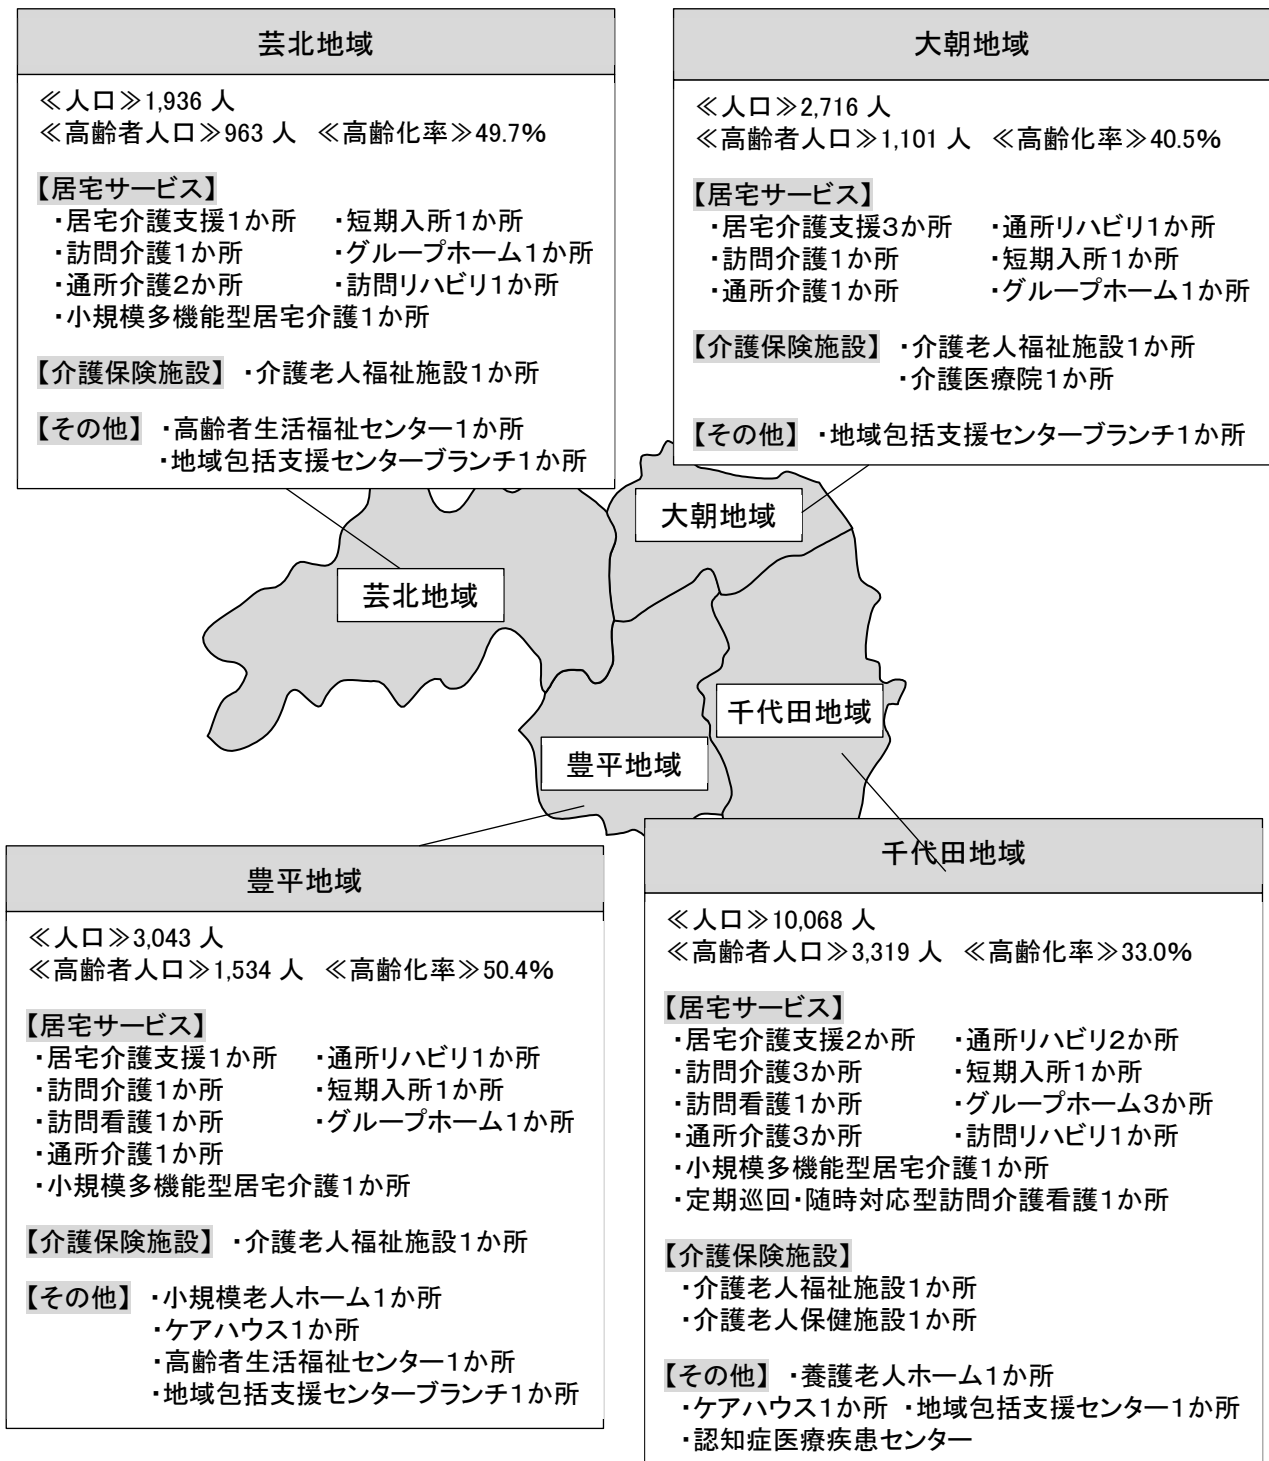 芸北地域
≪人口≫1,936 人
≪高齢者人口≫963 人 ≪高齢化率≫49.7%
【居宅サービス】
・居宅介護支援1か所 ・短期入所1か所
・訪問介護1か所 ・グループホーム1か所
・通所介護2か所 ・訪問リハビリ1か所
・小規模多機能型居宅介護1か所
【介護保険施設】 ・介護老人福祉施設1か所
【その他】 ・高齢者生活福祉センター1か所
・地域包括支援センターブランチ1か所
大朝地域
≪人口≫2,716 人
≪高齢者人口≫1,101 人 ≪高齢化率≫40.5%
【居宅サービス】
・居宅介護支援3か所 ・通所リハビリ1か所
・訪問介護1か所 ・短期入所1か所
・通所介護1か所 ・グループホーム1か所
【介護保険施設】 ・介護老人福祉施設1か所
・介護医療院1か所
【その他】 ・地域包括支援センターブランチ1か所
大朝地域
芸北地域
千代田地域
豊平地域
豊平地域
≪人口≫3,043 人
≪高齢者人口≫1,534 人 ≪高齢化率≫50.4%
【居宅サービス】
・居宅介護支援1か所 ・通所リハビリ1か所
・訪問介護1か所 ・短期入所1か所
・訪問看護1か所 ・グループホーム1か所
・通所介護1か所
・小規模多機能型居宅介護1か所
【介護保険施設】 ・介護老人福祉施設1か所
【その他】 ・小規模老人ホーム1か所
・ケアハウス1か所
・高齢者生活福祉センター1か所
・地域包括支援センターブランチ1か所
千代田地域
≪人口≫10,068 人
≪高齢者人口≫3,319 人 ≪高齢化率≫33.0%
【居宅サービス】
・居宅介護支援2か所 ・通所リハビリ2か所
・訪問介護3か所 ・短期入所1か所
・訪問看護1か所 ・グループホーム3か所
・通所介護3か所 ・訪問リハビリ1か所
・小規模多機能型居宅介護1か所
・定期巡回・随時対応型訪問介護看護1か所
【介護保険施設】
・介護老人福祉施設1か所
・介護老人保健施設1か所
【その他】 ・養護老人ホーム1か所
・ケアハウス1か所 ・地域包括支援センター1か所
・認知症医療疾患センター